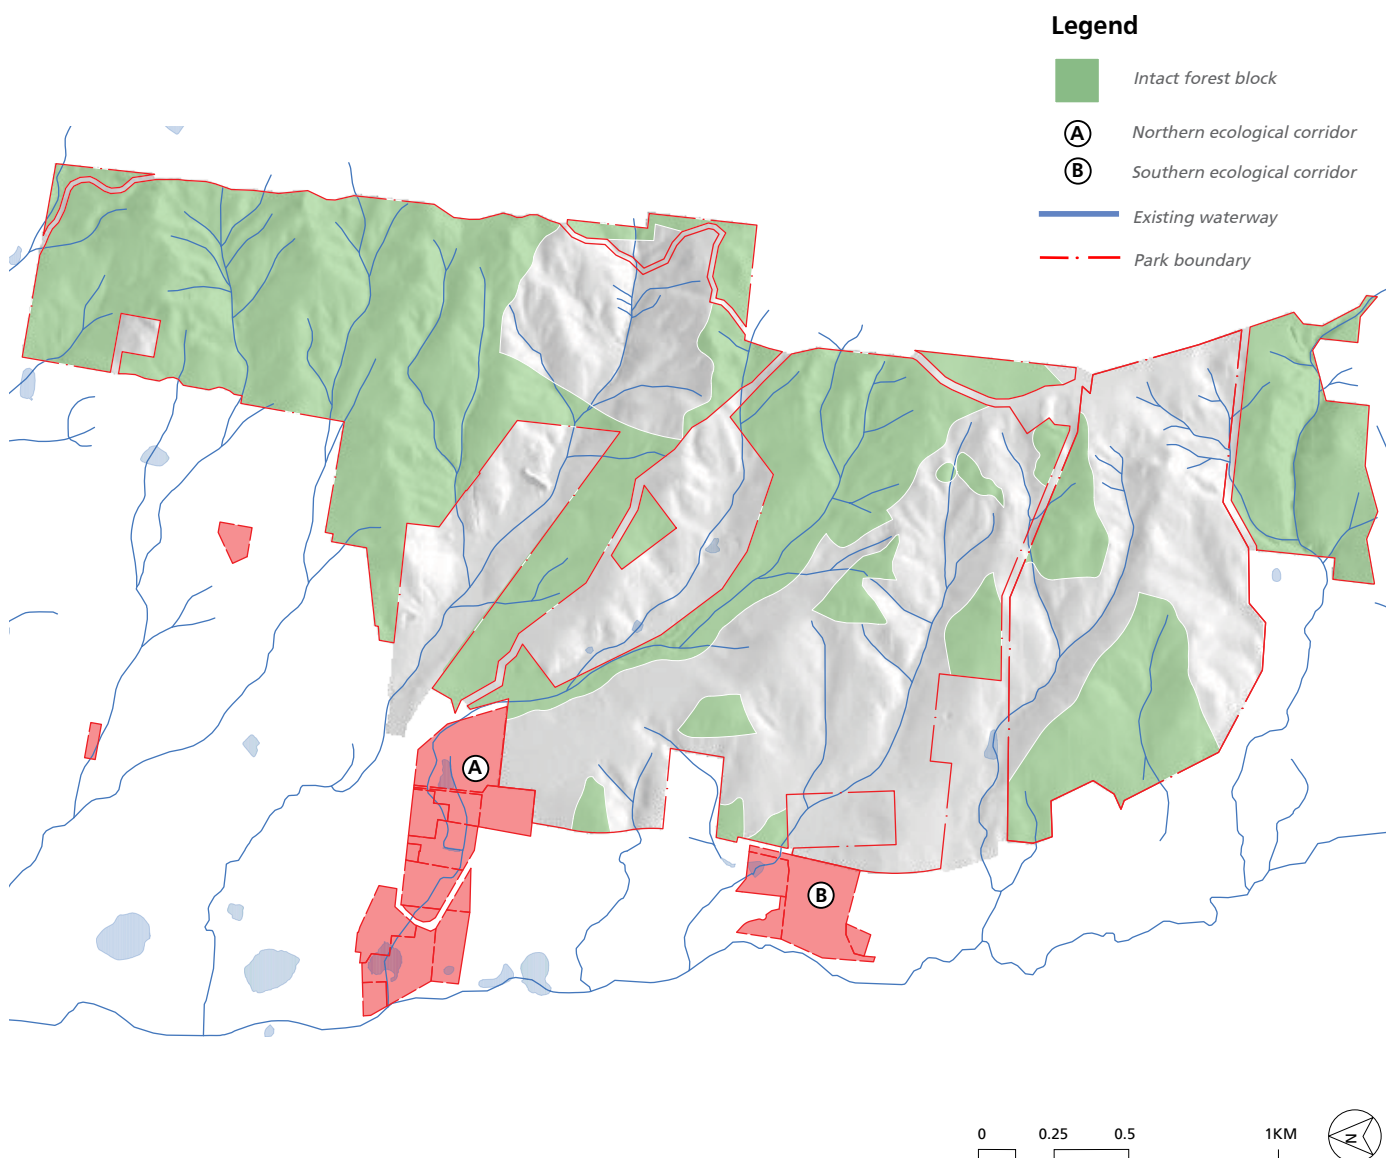 Legend
Intact forest block
A Northern ecological corridor
B Southern ecological corridor
Existing waterway
Park boundary
A
B
0 0.25 0.5 1KM
N